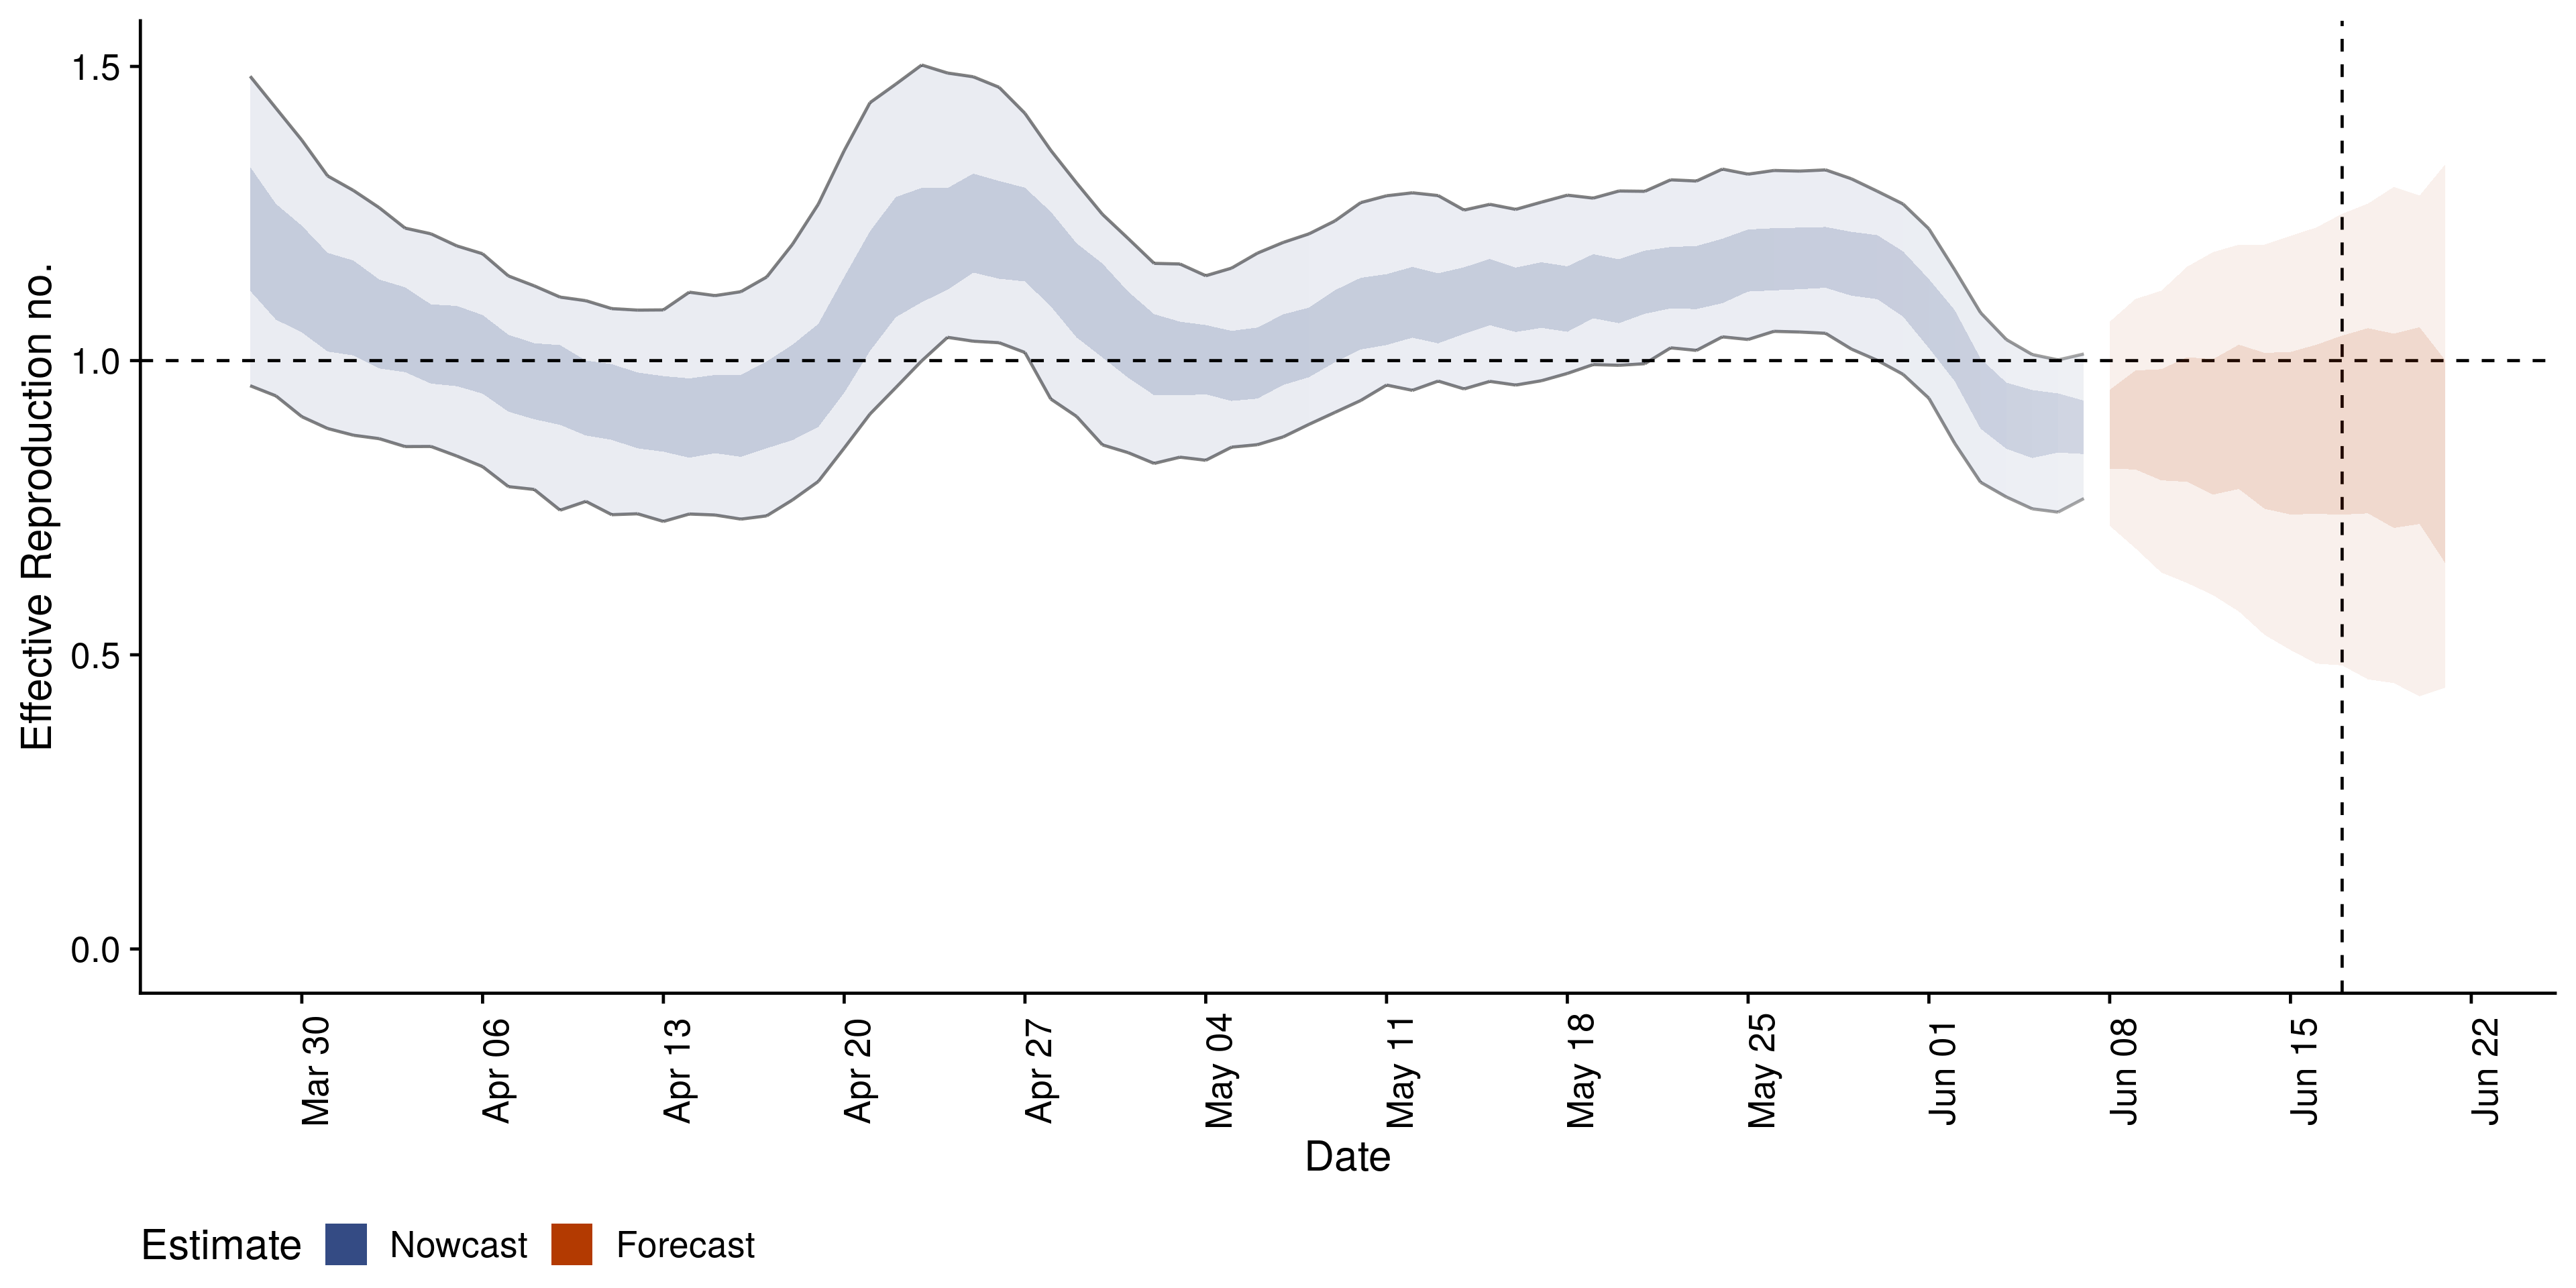 Effective Reproduction no.
1.5
1.0
0.5
0.0
Mar 30
Apr 06
Apr 13
Apr 20
Apr 27
May 04
May 11
May 18
May 25
Jun 01
Jun 08
Jun 15
Jun 22
Date
Estimate Nowcast Forecast